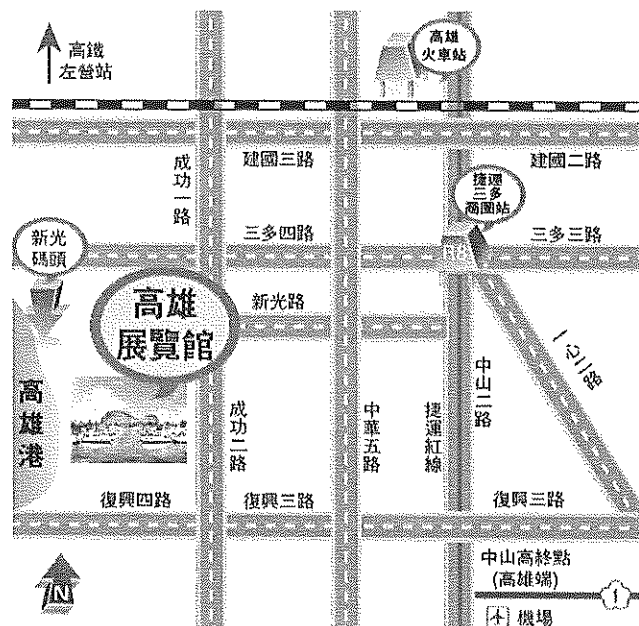 高鐵
左營站
高雄
火車站
成功一路
建國三路
建國二路
捷運
三多
商圈站
新光
碼頭
三多四路
R8
三多三路
高雄
展覽館
新光路
一心二路
高雄港
成功二路
中華五路
捷運紅線
中山二路
復興四路
復興三路
復興三路
中山高終點
(高雄端)
1
N
機場